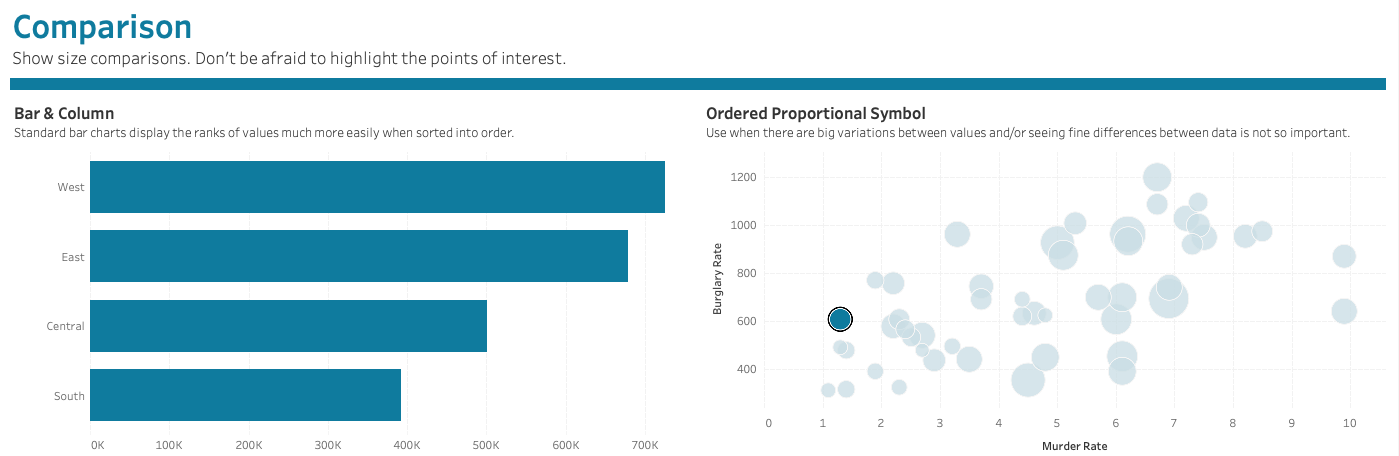 Comparison
Show size comparisons. Don't be afraid to highlight the points of interest.
Bar & Column
Standard bar charts display the ranks of values much more easily when sorted into order.
West
East
Central
South
0K 100K 200K 300K 400K 500K 600K 700K
Ordered Proportional Symbol
Use when there are big variations between values and/or seeing fine differences between data is not so important.
Burglary Rate
1200
1000
800
600
400
0 1 2 3 4 5 6 7 8 9 10
Murder Rate